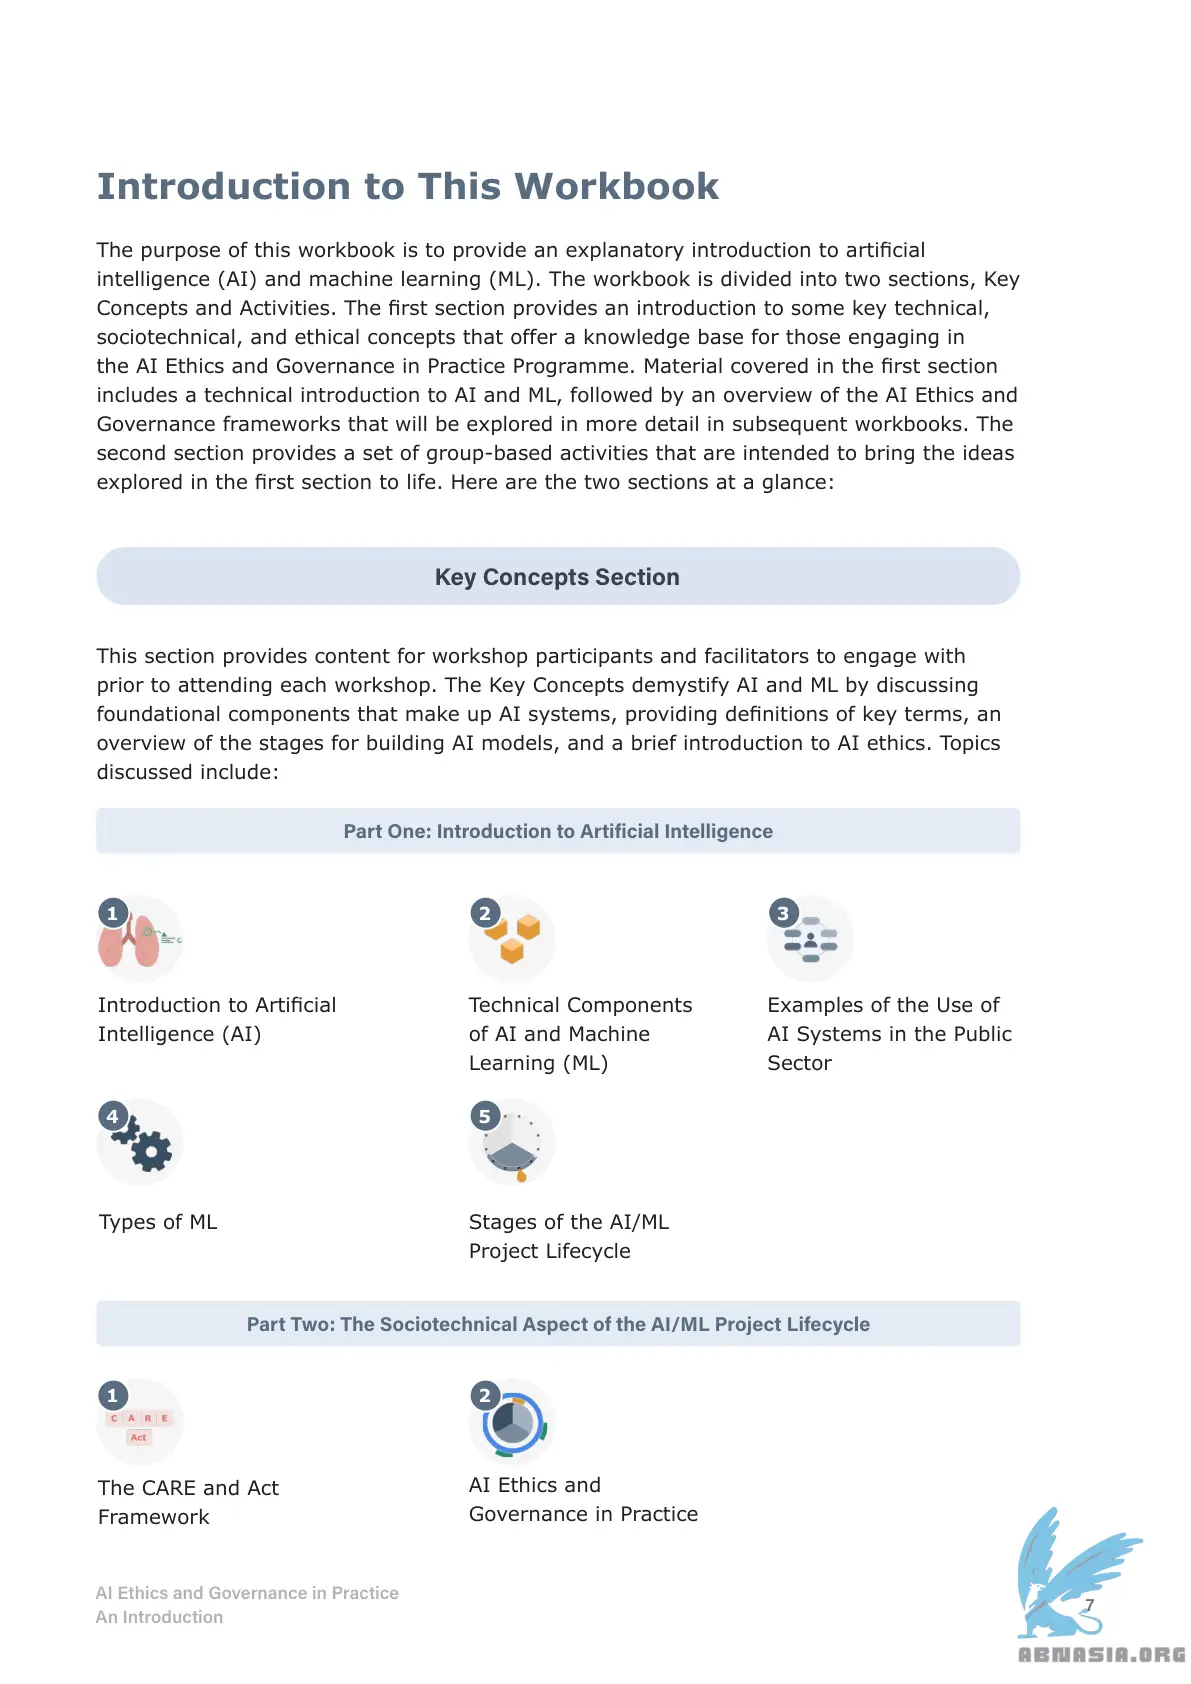 Introduction to This Workbook
The purpose of this workbook is to provide an explanatory introduction to artificial
intelligence (AI) and machine learning (ML). The workbook is divided into two sections, Key
Concepts and Activities. The first section provides an introduction to some key technical,
sociotechnical, and ethical concepts that offer a knowledge base for those engaging in
the AI Ethics and Governance in Practice Programme. Material covered in the first section
includes a technical introduction to AI and ML, followed by an overview of the AI Ethics and
Governance frameworks that will be explored in more detail in subsequent workbooks. The
second section provides a set of group-based activities that are intended to bring the ideas
explored in the first section to life. Here are the two sections at a glance:
Key Concepts Section
This section provides content for workshop participants and facilitators to engage with
prior to attending each workshop. The Key Concepts demystify AI and ML by discussing
foundational components that make up AI systems, providing definitions of key terms, an
overview of the stages for building AI models, and a brief introduction to AI ethics. Topics
discussed include:
Part One: Introduction to Artificial Intelligence
1
Introduction to Artificial
Intelligence (AI)
2
Technical Components
of AI and Machine
Learning (ML)
3
Examples of the Use of
AI Systems in the Public
Sector
4
Types of ML
5
Stages of the AI/ML
Project Lifecycle
Part Two: The Sociotechnical Aspect of the AI/ML Project Lifecycle
1
C A R E
Act
The CARE and Act
Framework
2
AI Ethics and
Governance in Practice
AI Ethics and Governance in Practice
An Introduction
7
ABNASIA.ORG